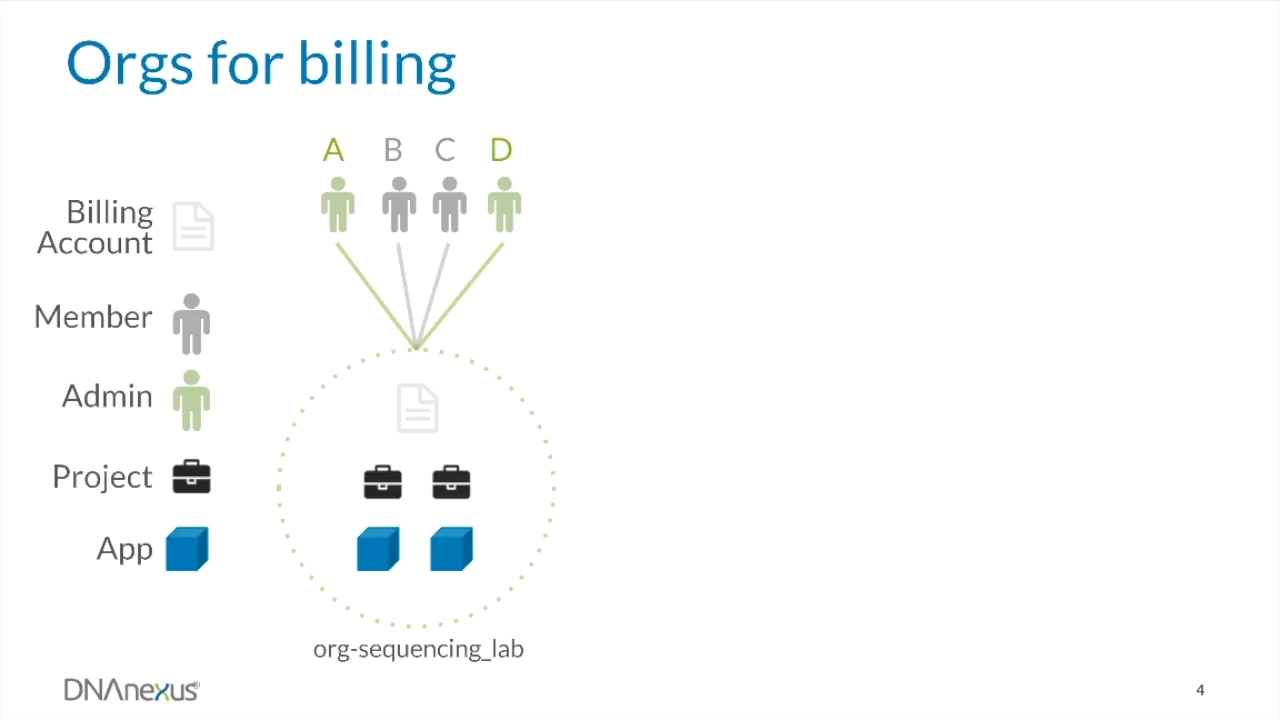 Orgs for billing
A B C D
Billing
Account
Member
Admin
Project
App
org-sequencing_lab
DNAnexus®
4